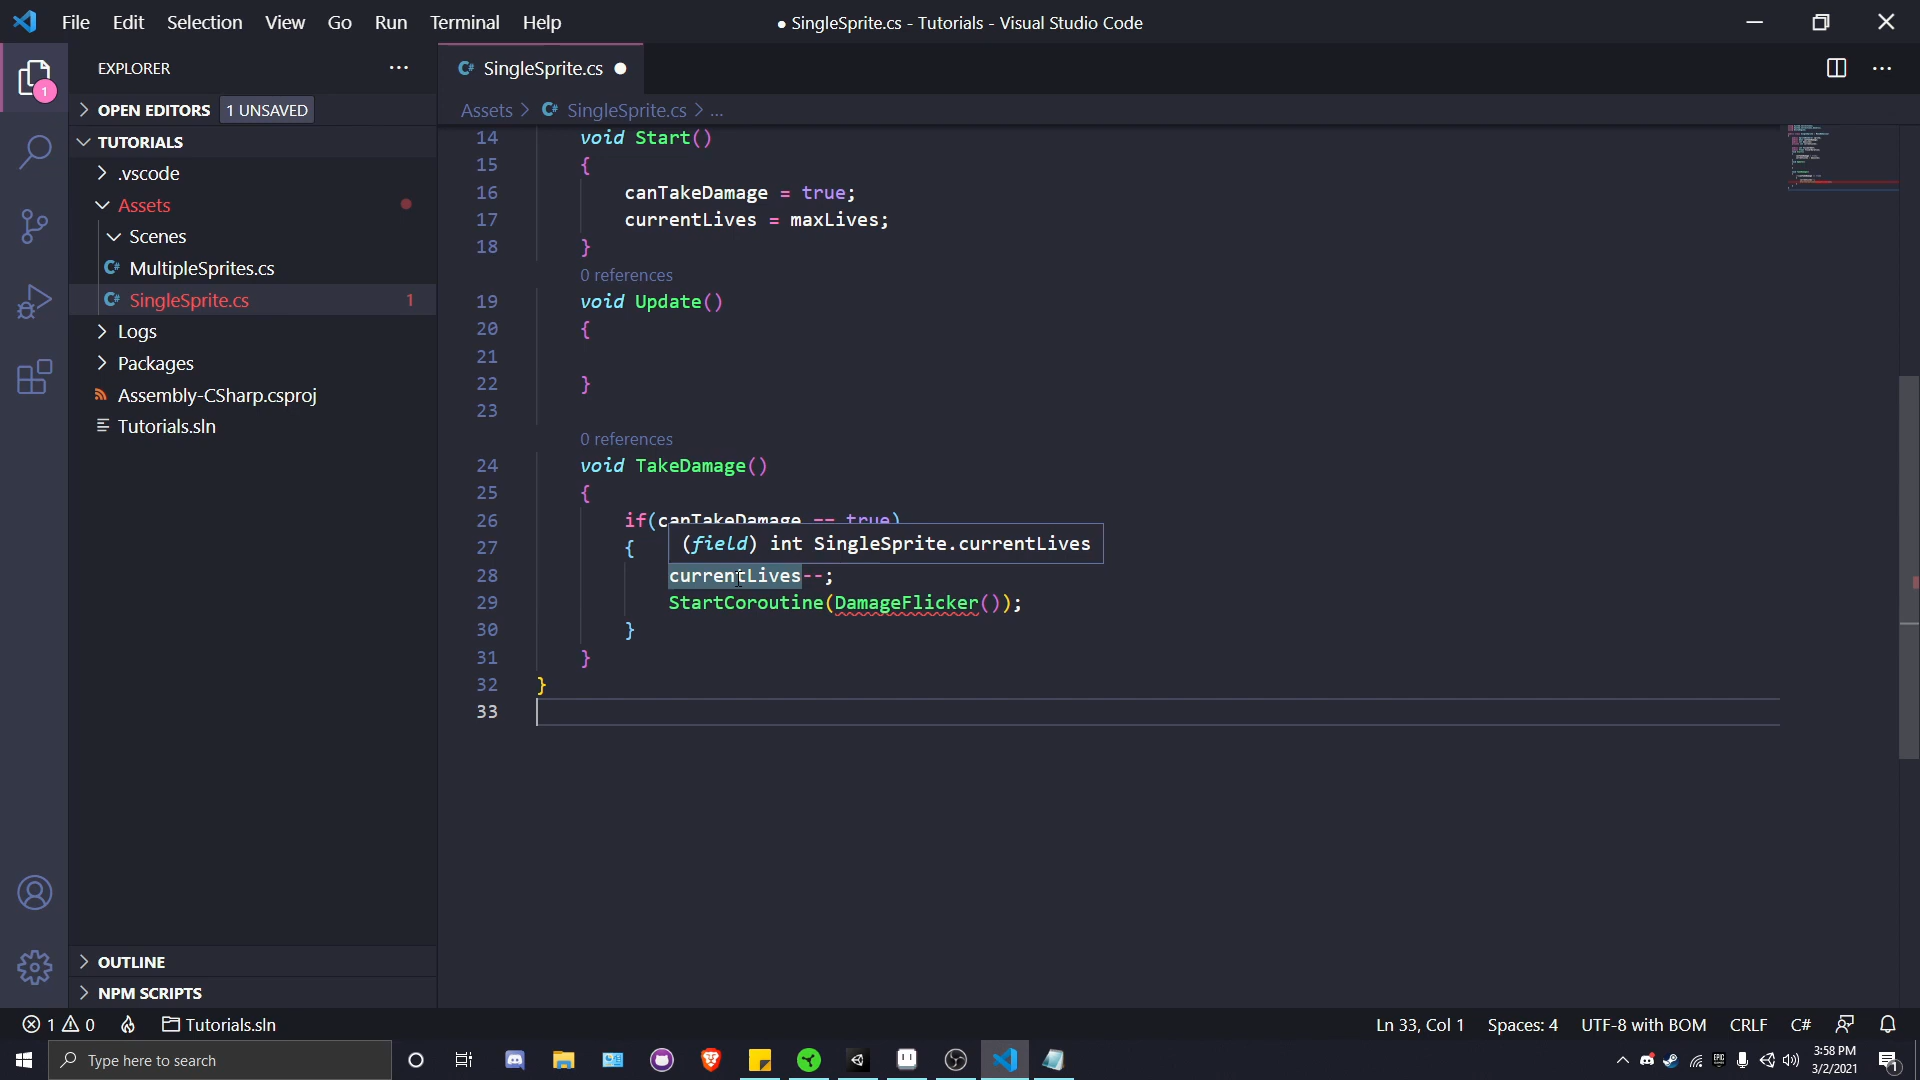 File Edit Selection View Go Run Terminal Help
● SingleSprite.cs - Tutorials - Visual Studio Code
EXPLORER
OPEN EDITORS 1 UNSAVED
TUTORIALS
.vscode
Assets
Scenes
C# MultipleSprites.cs
C# SingleSprite.cs 1
Logs
Packages
Assembly-CSharp.csproj
Tutorials.sln
OUTLINE
NPM SCRIPTS
1
C# SingleSprite.cs ●
Assets > C# SingleSprite.cs > ...
14 void Start()
15 {
16 canTakeDamage = true;
17 currentLives = maxLives;
18 }
0 references
19 void Update()
20 {
21
22 }
23
0 references
24 void TakeDamage()
25 {
26 if(canTakeDamage == true)
27 {
(field) int SingleSprite.currentLives
28 currentLives--;
29 StartCoroutine(DamageFlicker());
30 }
31 }
32 }
33
1 0 Tutorials.sln
Ln 33, Col 1 Spaces: 4 UTF-8 with BOM CRLF C#
Type here to search
EPIC
3:58 PM
3/2/2021
1